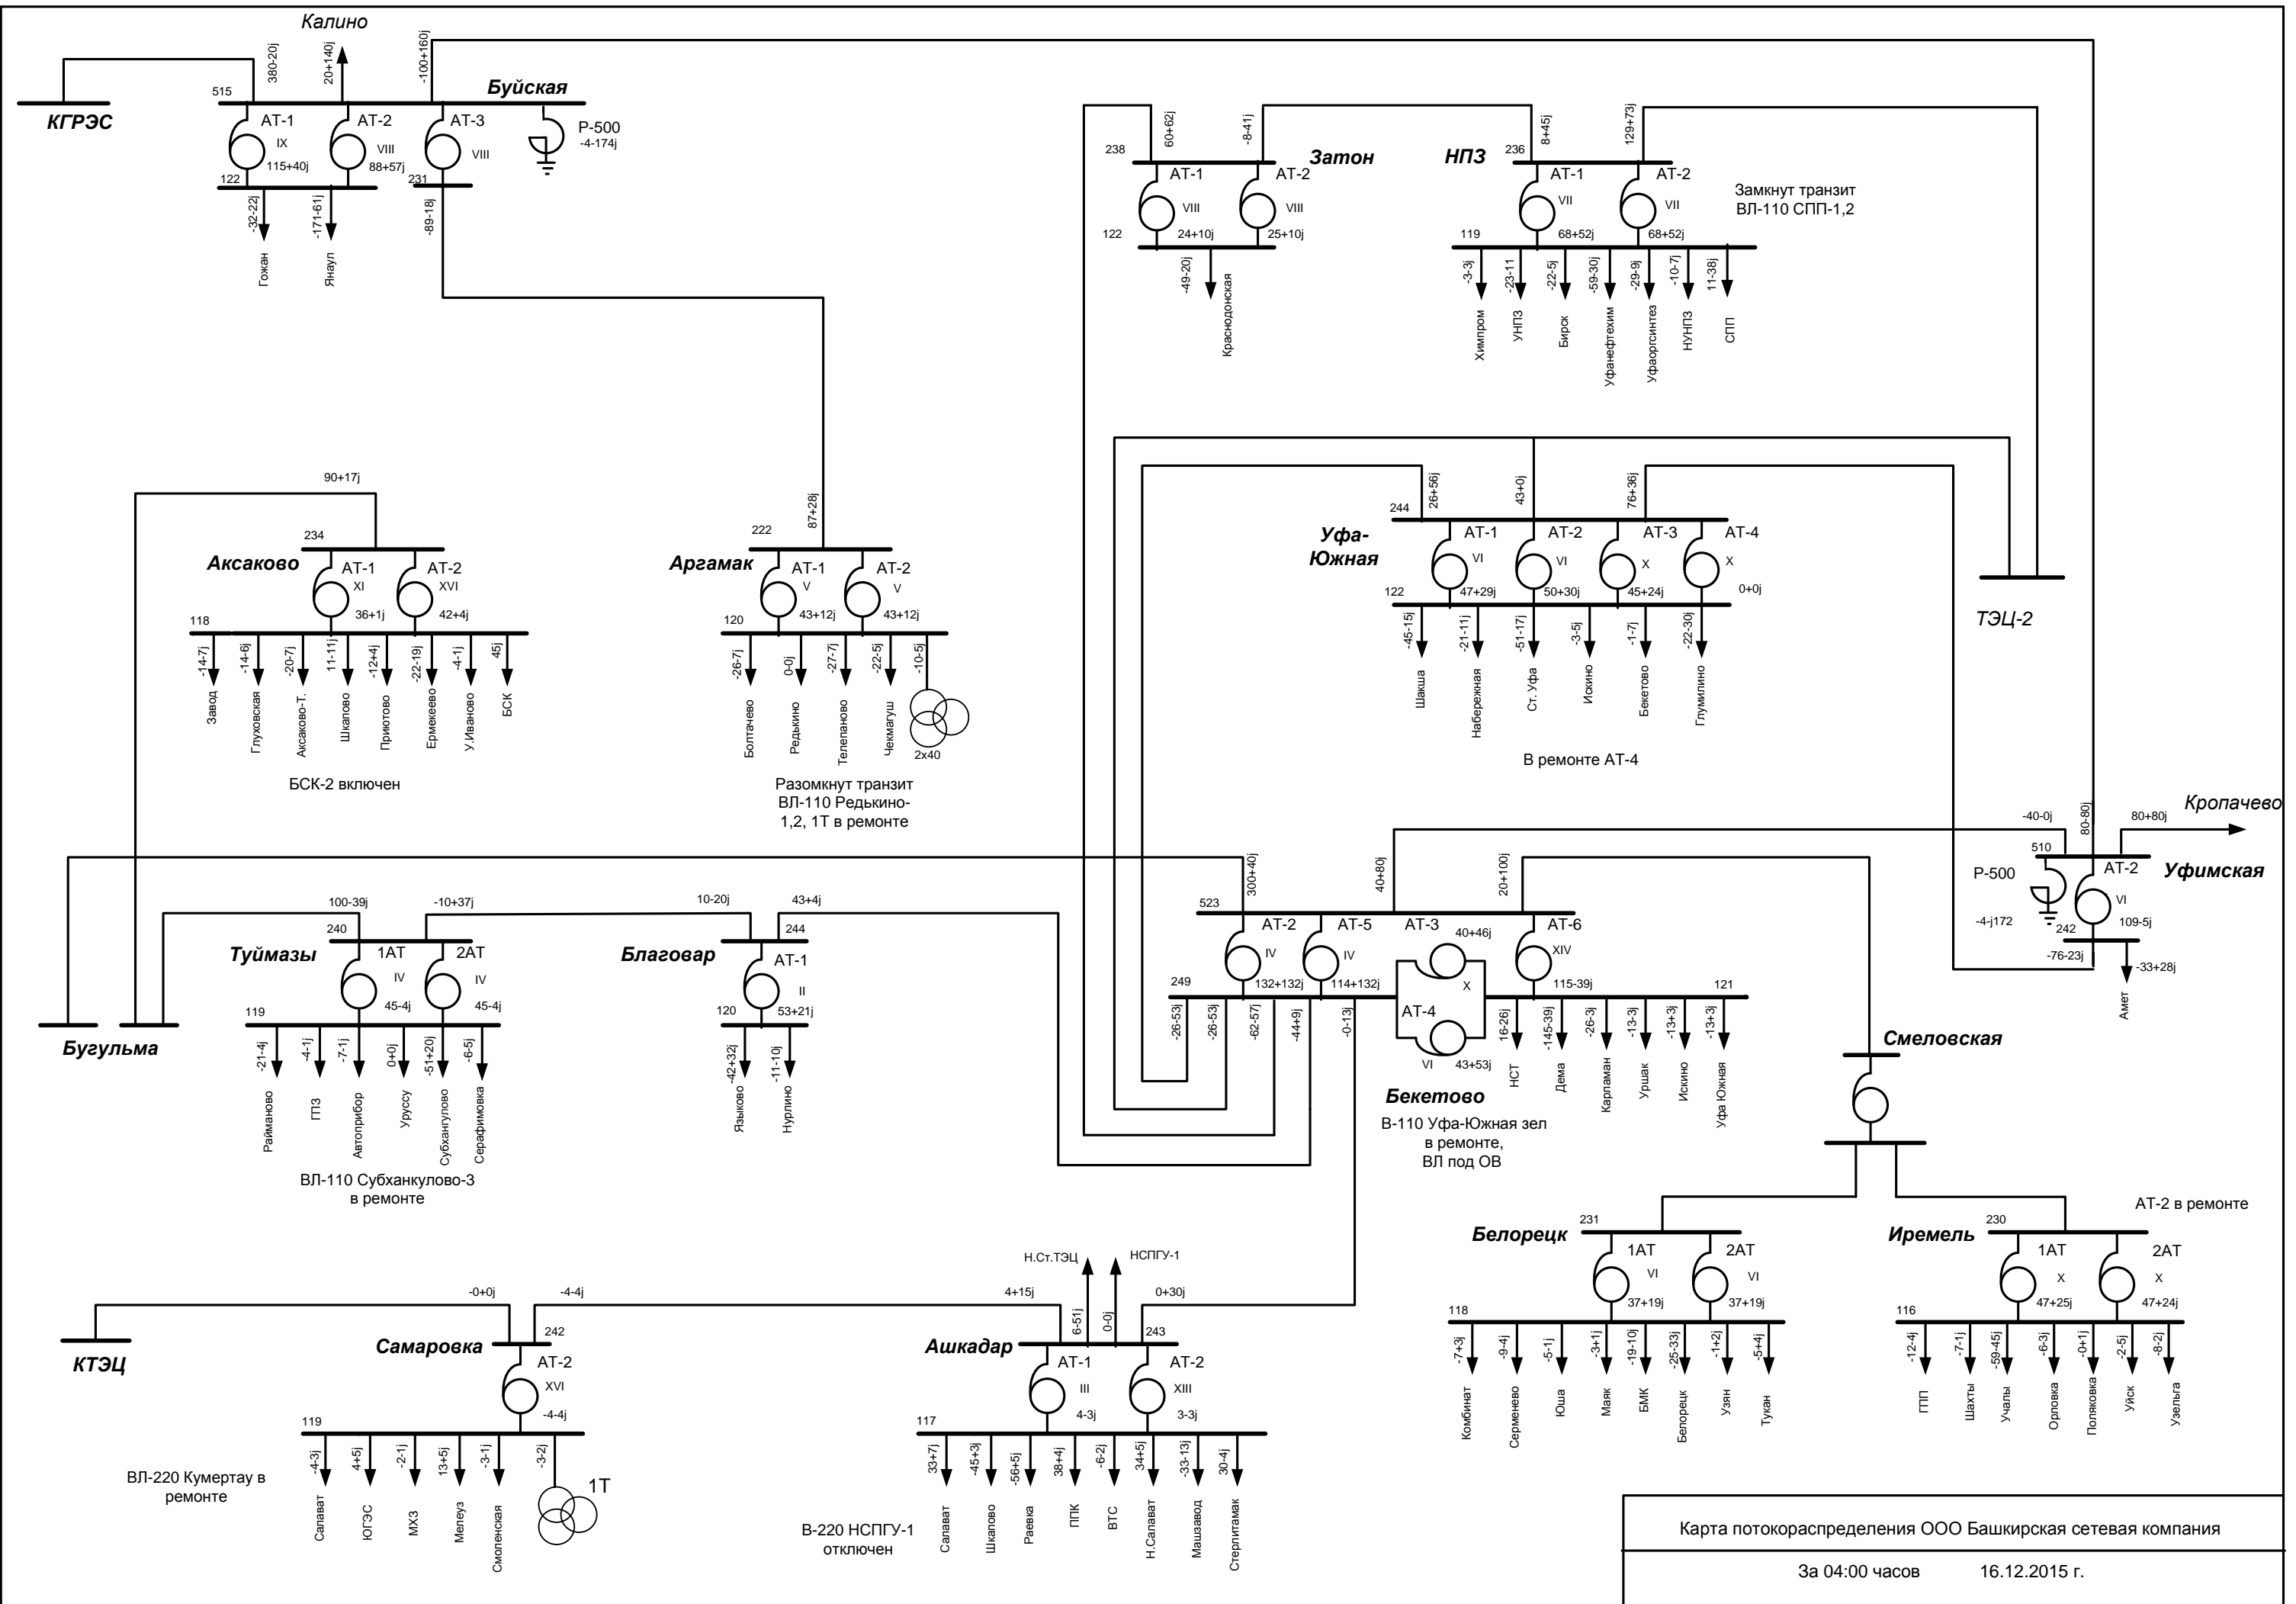 Калино
380-20j
20+140j
-100+160j
515
Буйская
КГРЭС
АТ-1
IX
115+40j
АТ-2
VIII
88+57j
АТ-3
VIII
Р-500
-4-174j
122
231
-32-22j
-171-61j
-89-18j
Гожан
Янаул
60+62j
-8-41j
238
Затон
АТ-1
VIII
24+10j
АТ-2
VIII
25+10j
122
-49-20j
Краснодонская
8+45j
129+73j
НПЗ
236
АТ-1
VII
68+52j
АТ-2
VII
68+52j
Замкнут транзит
ВЛ-110 СПП-1,2
119
-3-3j
-23-11
-22-5j
-59-30j
-29-9j
-10-7j
11-38j
Химпром
УНПЗ
Бирск
Уфанефтехим
Уфаоргсинтез
НУНПЗ
СПП
90+17j
234
Аксаково
АТ-1
XI
36+1j
АТ-2
XVI
42+4j
118
-14-7j
-14-6j
-20-7j
11-11j
-12+4j
-22-19j
-4-1j
45j
Завод
Глуховская
Аксаково-Т.
Шкапово
Приютово
Ермекеево
У.Иваново
БСК
БСК-2 включен
87+28j
222
Аргамак
АТ-1
V
43+12j
АТ-2
V
43+12j
120
-26-7j
0-0j
-27-7j
-22-5j
-10-5j
Болтачево
Редькино
Телепаново
Чекмагуш
2х40
Разомкнут транзит
ВЛ-110 Редькино-
1,2, 1Т в ремонте
26+56j
43+0j
76+36j
244
Уфа-
Южная
АТ-1
VI
47+29j
АТ-2
VI
50+30j
АТ-3
X
45+24j
АТ-4
X
0+0j
122
-45-15j
-21-11j
-51-17j
-3-5j
-1-7j
-22-30j
Шакша
Набережная
Ст. Уфа
Искино
Бекетово
Глумилино
В ремонте АТ-4
ТЭЦ-2
Кропачево
-40-0j
80-80j
80+80j
510
Р-500
АТ-2
Уфимская
VI
-4-j172
109-5j
242
-76-23j
-33+28j
Амет
100-39j
-10+37j
240
Туймазы
1АТ
IV
45-4j
2АТ
IV
45-4j
119
-21-4j
-4-1j
-7-1j
0+0j
-51+20j
-6-5j
Райманово
ГПЗ
Автоприбор
Уруссу
Субхангулово
Серафимовка
Бугульма
ВЛ-110 Субханкулово-3
в ремонте
10-20j
43+4j
244
Благовар
АТ-1
II
53+21j
120
-42+32j
-11-10j
Языково
Нурлино
300+40j
40+80j
20+100j
523
АТ-2
IV
132+132j
АТ-5
IV
114+132j
АТ-3
40+46j
X
АТ-4
VI
43+53j
АТ-6
XIV
115-39j
249
121
-26-53j
-26-53j
-62-57j
-44+9j
-0-13j
16-26j
-145-39j
-26-3j
-13-3j
-13+3j
-13+3j
НСТ
Дема
Карламан
Уршак
Искино
Уфа Южная
Бекетово
В-110 Уфа-Южная зел
в ремонте,
ВЛ под ОВ
Смеловская
АТ-2 в ремонте
231
Белорецк
1АТ
VI
37+19j
2АТ
VI
37+19j
118
-7+3j
-9-4j
-5-1j
-3+1j
-19-10j
-25-33j
-1+2j
-5+4j
Комбинат
Серменево
Юша
Маяк
БМК
Белорецк
Узян
Тукан
230
Иремель
1АТ
X
47+25j
2АТ
X
47+24j
116
-12-4j
-7-1j
-59-45j
-6-3j
-0+1j
-2-5j
-8-2j
ГПП
Шахты
Учалы
Орловка
Поляковка
Уйск
Узельга
-0+0j
-4-4j
КТЭЦ
Самаровка
242
АТ-2
XVI
-4-4j
119
-4-3j
4+5j
-2-1j
13+5j
-3-1j
-3-2j
Салават
ЮГЭС
МХЗ
Мелеуз
Смоленская
1Т
ВЛ-220 Кумертау в
ремонте
Н.Ст.ТЭЦ
НСПГУ-1
4+15j
6-51j
0-0j
0+30j
243
Ашкадар
АТ-1
III
4-3j
АТ-2
XIII
3-3j
117
33+7j
-45+3j
-56+5j
38+4j
-6-2j
34+5j
-33-13j
30-4j
Салават
Шкапово
Раевка
ППК
ВТС
Н.Салават
Машзавод
Стерлитамак
В-220 НСПГУ-1
отключен
Карта потокораспределения ООО Башкирская сетевая компания
За 04:00 часов 16.12.2015 г.